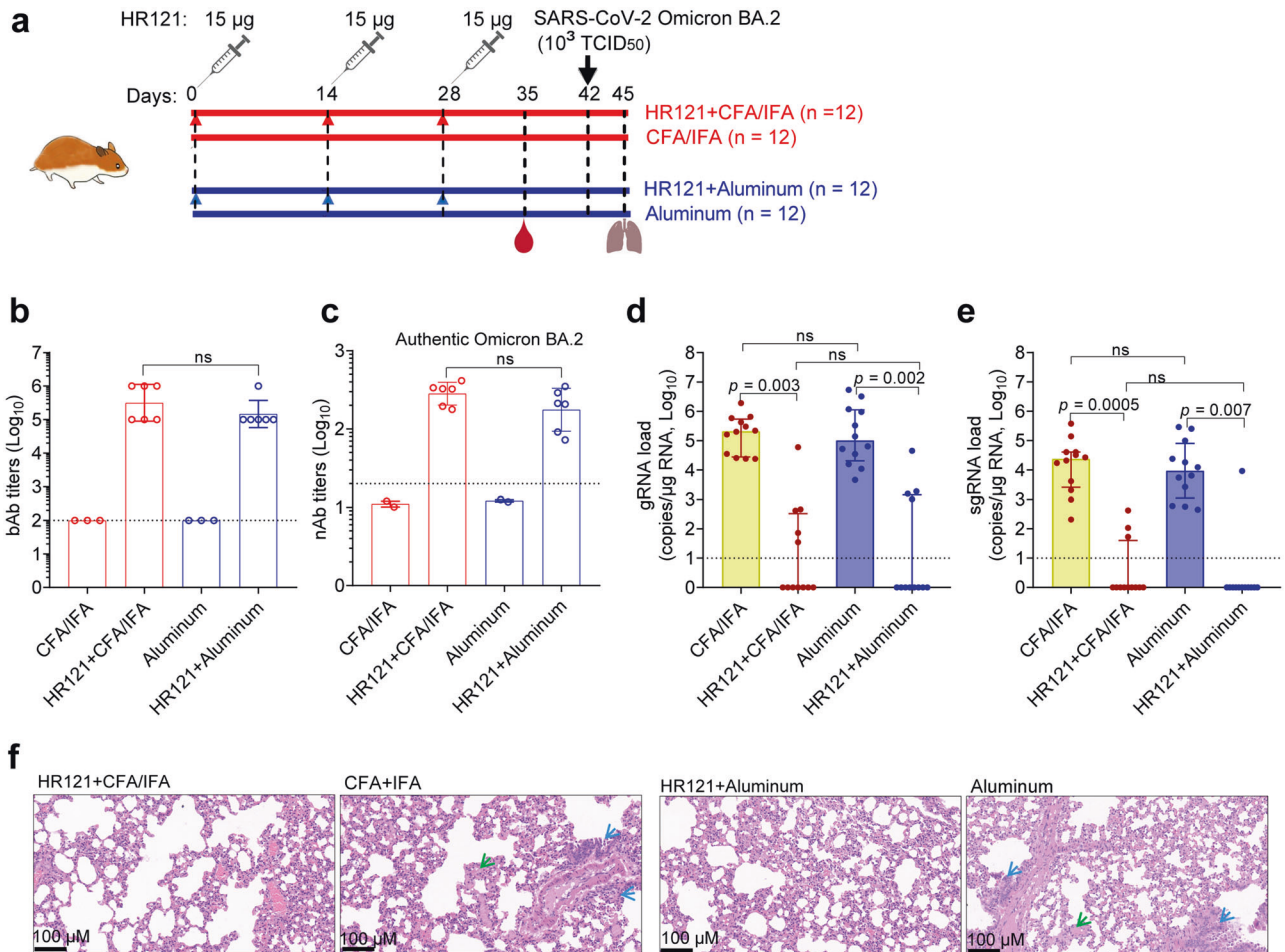 a
HR121: 15 µg 15 µg 15 µg SARS-CoV-2 Omicron BA.2
(10³ TCID₅₀)
Days: 0 14 28 35 42 45
HR121+CFA/IFA (n =12)
CFA/IFA (n = 12)
HR121+Aluminum (n = 12)
Aluminum (n = 12)
b
bAb titers (Log₁₀)
7
6
5
4
3
2
1
0
ns
CFA/IFA
HR121+CFA/IFA
Aluminum
HR121+Aluminum
c
Authentic Omicron BA.2
nAb titers (Log₁₀)
3
2
1
0
ns
CFA/IFA
HR121+CFA/IFA
Aluminum
HR121+Aluminum
d
gRNA load
(copies/µg RNA, Log₁₀)
8
7
6
5
4
3
2
1
0
ns
ns
p = 0.003
p = 0.002
CFA/IFA
HR121+CFA/IFA
Aluminum
HR121+Aluminum
e
sgRNA load
(copies/µg RNA, Log₁₀)
8
7
6
5
4
3
2
1
0
ns
ns
p = 0.0005
p = 0.007
CFA/IFA
HR121+CFA/IFA
Aluminum
HR121+Aluminum
f
HR121+CFA/IFA
CFA+IFA
HR121+Aluminum
Aluminum
100 µM
100 µM
100 µM
100 µM